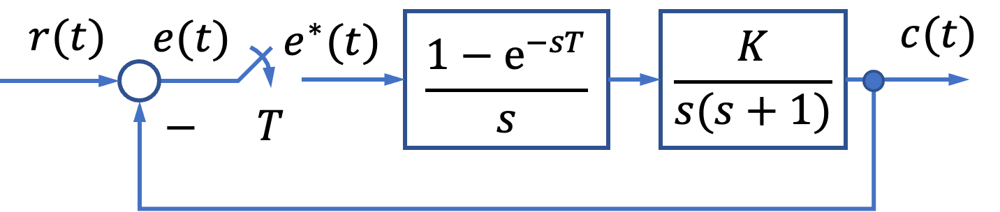 r(t)
e(t)
e*(t)
1 − e^{−sT}
s
K
s(s + 1)
c(t)
−
T